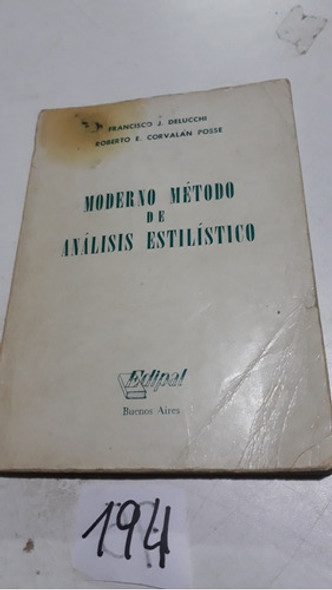 FRANCISCO J. DELUCCHI
ROBERTO E. CORVALÁN POSSE
MODERNO MÉTODO
DE
ANÁLISIS ESTILÍSTICO
Edipal
Buenos Aires
194